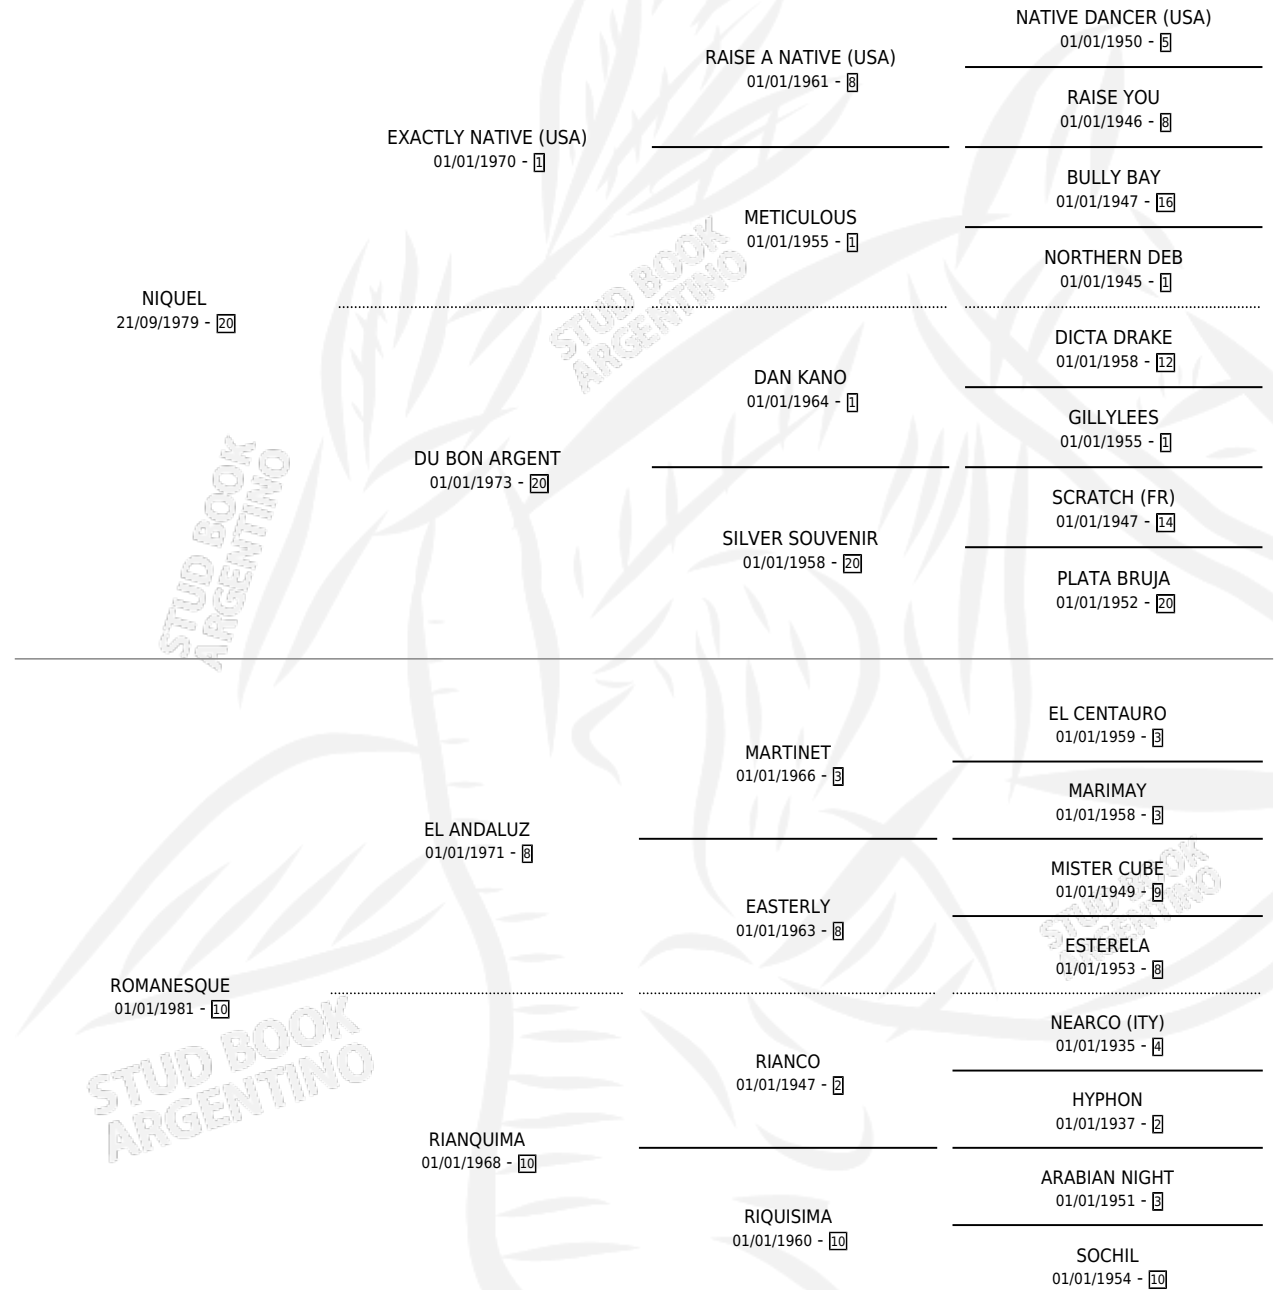 NATIVE DANCER (USA)
01/01/1950 - 5
RAISE A NATIVE (USA)
01/01/1961 - 8
RAISE YOU
01/01/1946 - 8
EXACTLY NATIVE (USA)
01/01/1970 - 1
BULLY BAY
01/01/1947 - 16
METICULOUS
01/01/1955 - 1
NORTHERN DEB
01/01/1945 - 1
NIQUEL
21/09/1979 - 20
DICTA DRAKE
01/01/1958 - 12
DAN KANO
01/01/1964 - 1
GILLYLEES
01/01/1955 - 1
DU BON ARGENT
01/01/1973 - 20
SCRATCH (FR)
01/01/1947 - 14
SILVER SOUVENIR
01/01/1958 - 20
PLATA BRUJA
01/01/1952 - 20
EL CENTAURO
01/01/1959 - 3
MARTINET
01/01/1966 - 3
MARIMAY
01/01/1958 - 3
EL ANDALUZ
01/01/1971 - 8
MISTER CUBE
01/01/1949 - 9
EASTERLY
01/01/1963 - 8
ESTERELA
01/01/1953 - 8
ROMANESQUE
01/01/1981 - 10
NEARCO (ITY)
01/01/1935 - 4
RIANCO
01/01/1947 - 2
HYPHON
01/01/1937 - 2
RIANQUIMA
01/01/1968 - 10
ARABIAN NIGHT
01/01/1951 - 3
RIQUISIMA
01/01/1960 - 10
SOCHIL
01/01/1954 - 10
STUD BOOK
ARGENTINO
STUD BOOK
ARGENTINO
STUD BOOK
ARGENTINO
STUD BOOK
ARGENTINO